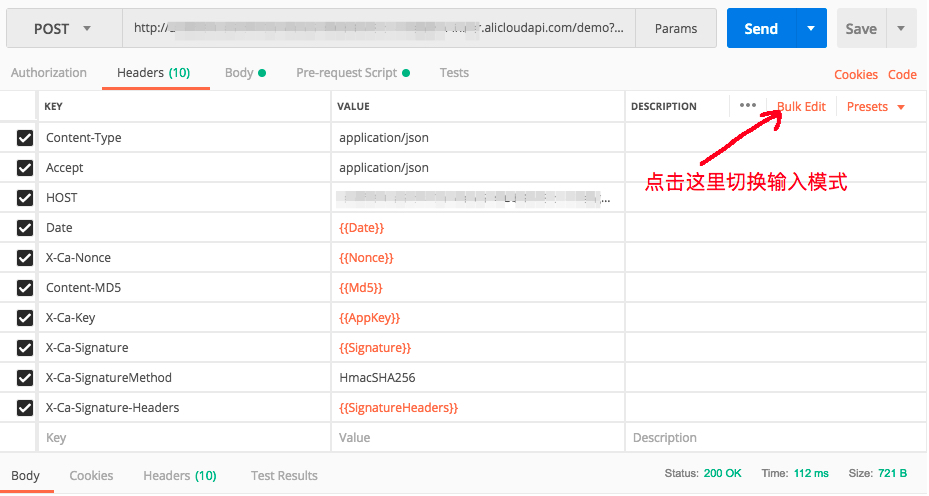 POST http:// .alicloudapi.com/demo?... Params Send Save
Authorization Headers (10) Body Pre-request Script Tests Cookies Code
KEY VALUE DESCRIPTION ••• Bulk Edit Presets
Content-Type application/json
Accept application/json
点击这里切换输入模式
HOST ...
Date {{Date}}
X-Ca-Nonce {{Nonce}}
Content-MD5 {{Md5}}
X-Ca-Key {{AppKey}}
X-Ca-Signature {{Signature}}
X-Ca-SignatureMethod HmacSHA256
X-Ca-Signature-Headers {{SignatureHeaders}}
Key Value Description
Body Cookies Headers (10) Test Results Status: 200 OK Time: 112 ms Size: 721 B